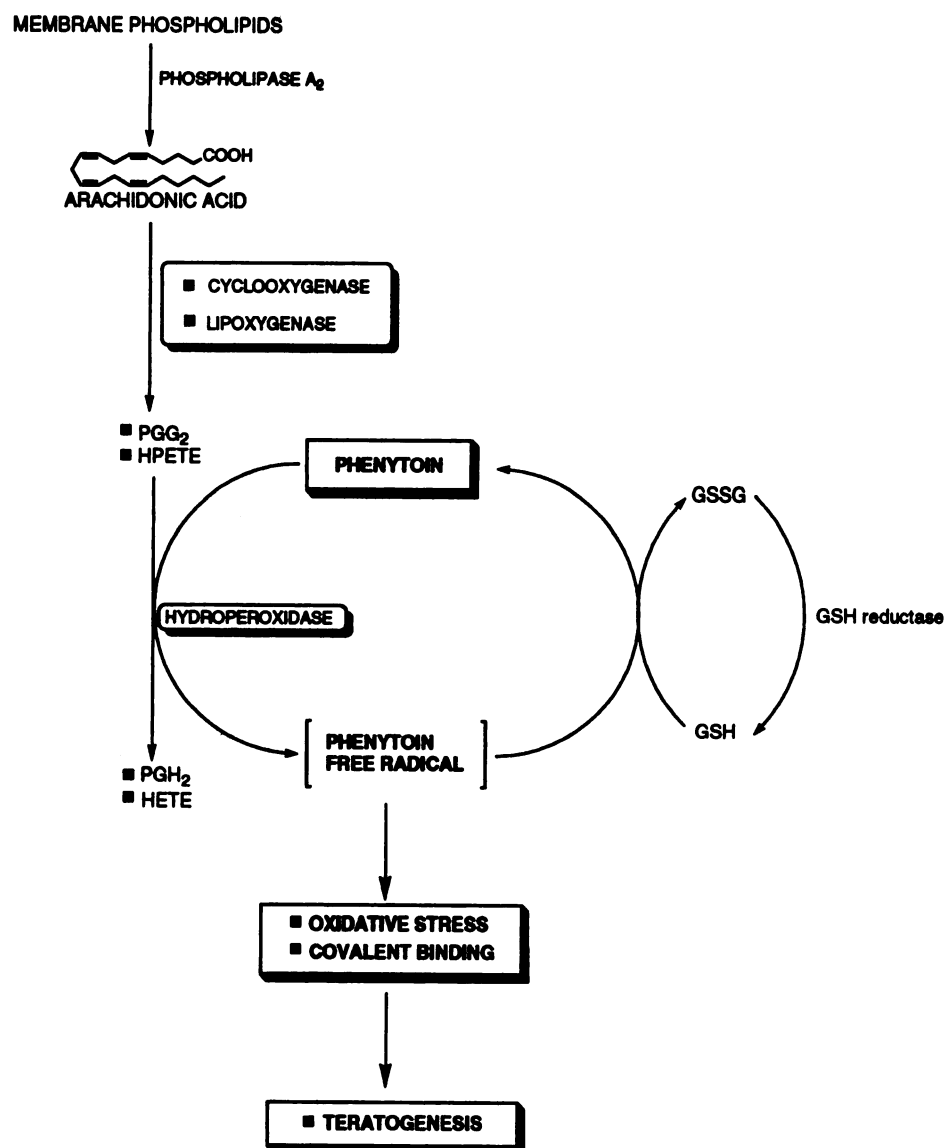 MEMBRANE PHOSPHOLIPIDS
PHOSPHOLIPASE A₂
COOH
ARACHIDONIC ACID
■ CYCLOOXYGENASE
■ LIPOXYGENASE
■ PGG₂
■ HPETE
PHENYTOIN
GSSG
HYDROPEROXIDASE
GSH reductase
GSH
PHENYTOIN
FREE RADICAL
■ PGH₂
■ HETE
■ OXIDATIVE STRESS
■ COVALENT BINDING
■ TERATOGENESIS